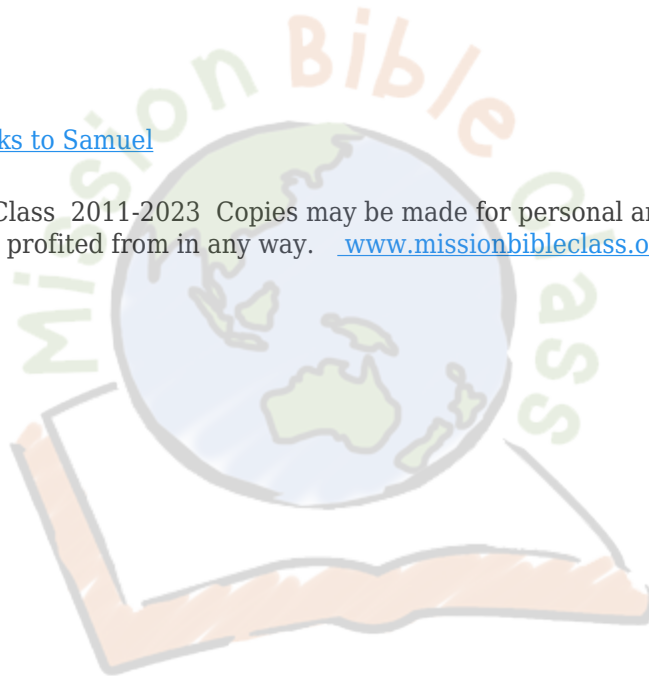 Mission Bible Class
ks to Samuel
Class 2011-2023 Copies may be made for personal an
profited from in any way. www.missionbibleclass.o